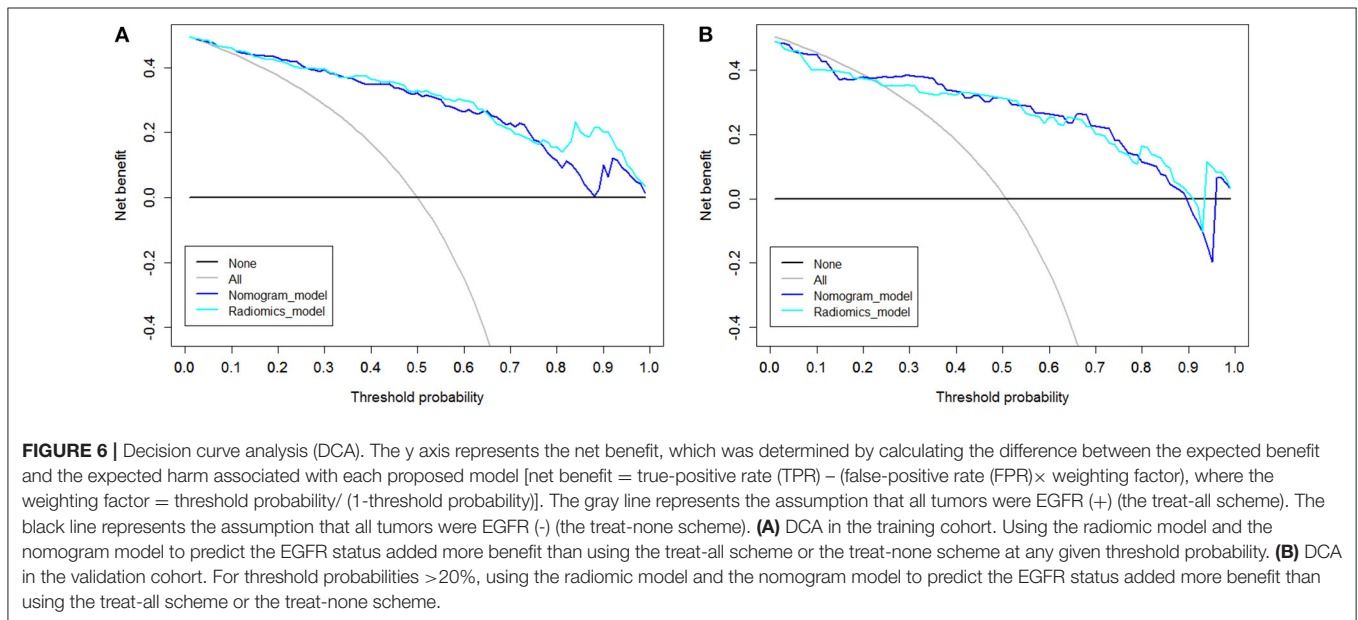 A
B
0.4
0.2
0.0
-0.2
-0.4
Net benefit
None
All
Nomogram_model
Radiomics_model
0.0 0.1 0.2 0.3 0.4 0.5 0.6 0.7 0.8 0.9 1.0
Threshold probability
0.4
0.2
0.0
-0.2
-0.4
Net benefit
None
All
Nomogram_model
Radiomics_model
0.0 0.1 0.2 0.3 0.4 0.5 0.6 0.7 0.8 0.9 1.0
Threshold probability
FIGURE 6 | Decision curve analysis (DCA). The y axis represents the net benefit, which was determined by calculating the difference between the expected benefit
and the expected harm associated with each proposed model [net benefit = true-positive rate (TPR) – (false-positive rate (FPR)× weighting factor), where the
weighting factor = threshold probability/ (1-threshold probability)]. The gray line represents the assumption that all tumors were EGFR (+) (the treat-all scheme). The
black line represents the assumption that all tumors were EGFR (-) (the treat-none scheme). (A) DCA in the training cohort. Using the radiomic model and the
nomogram model to predict the EGFR status added more benefit than using the treat-all scheme or the treat-none scheme at any given threshold probability. (B) DCA
in the validation cohort. For threshold probabilities >20%, using the radiomic model and the nomogram model to predict the EGFR status added more benefit than
using the treat-all scheme or the treat-none scheme.